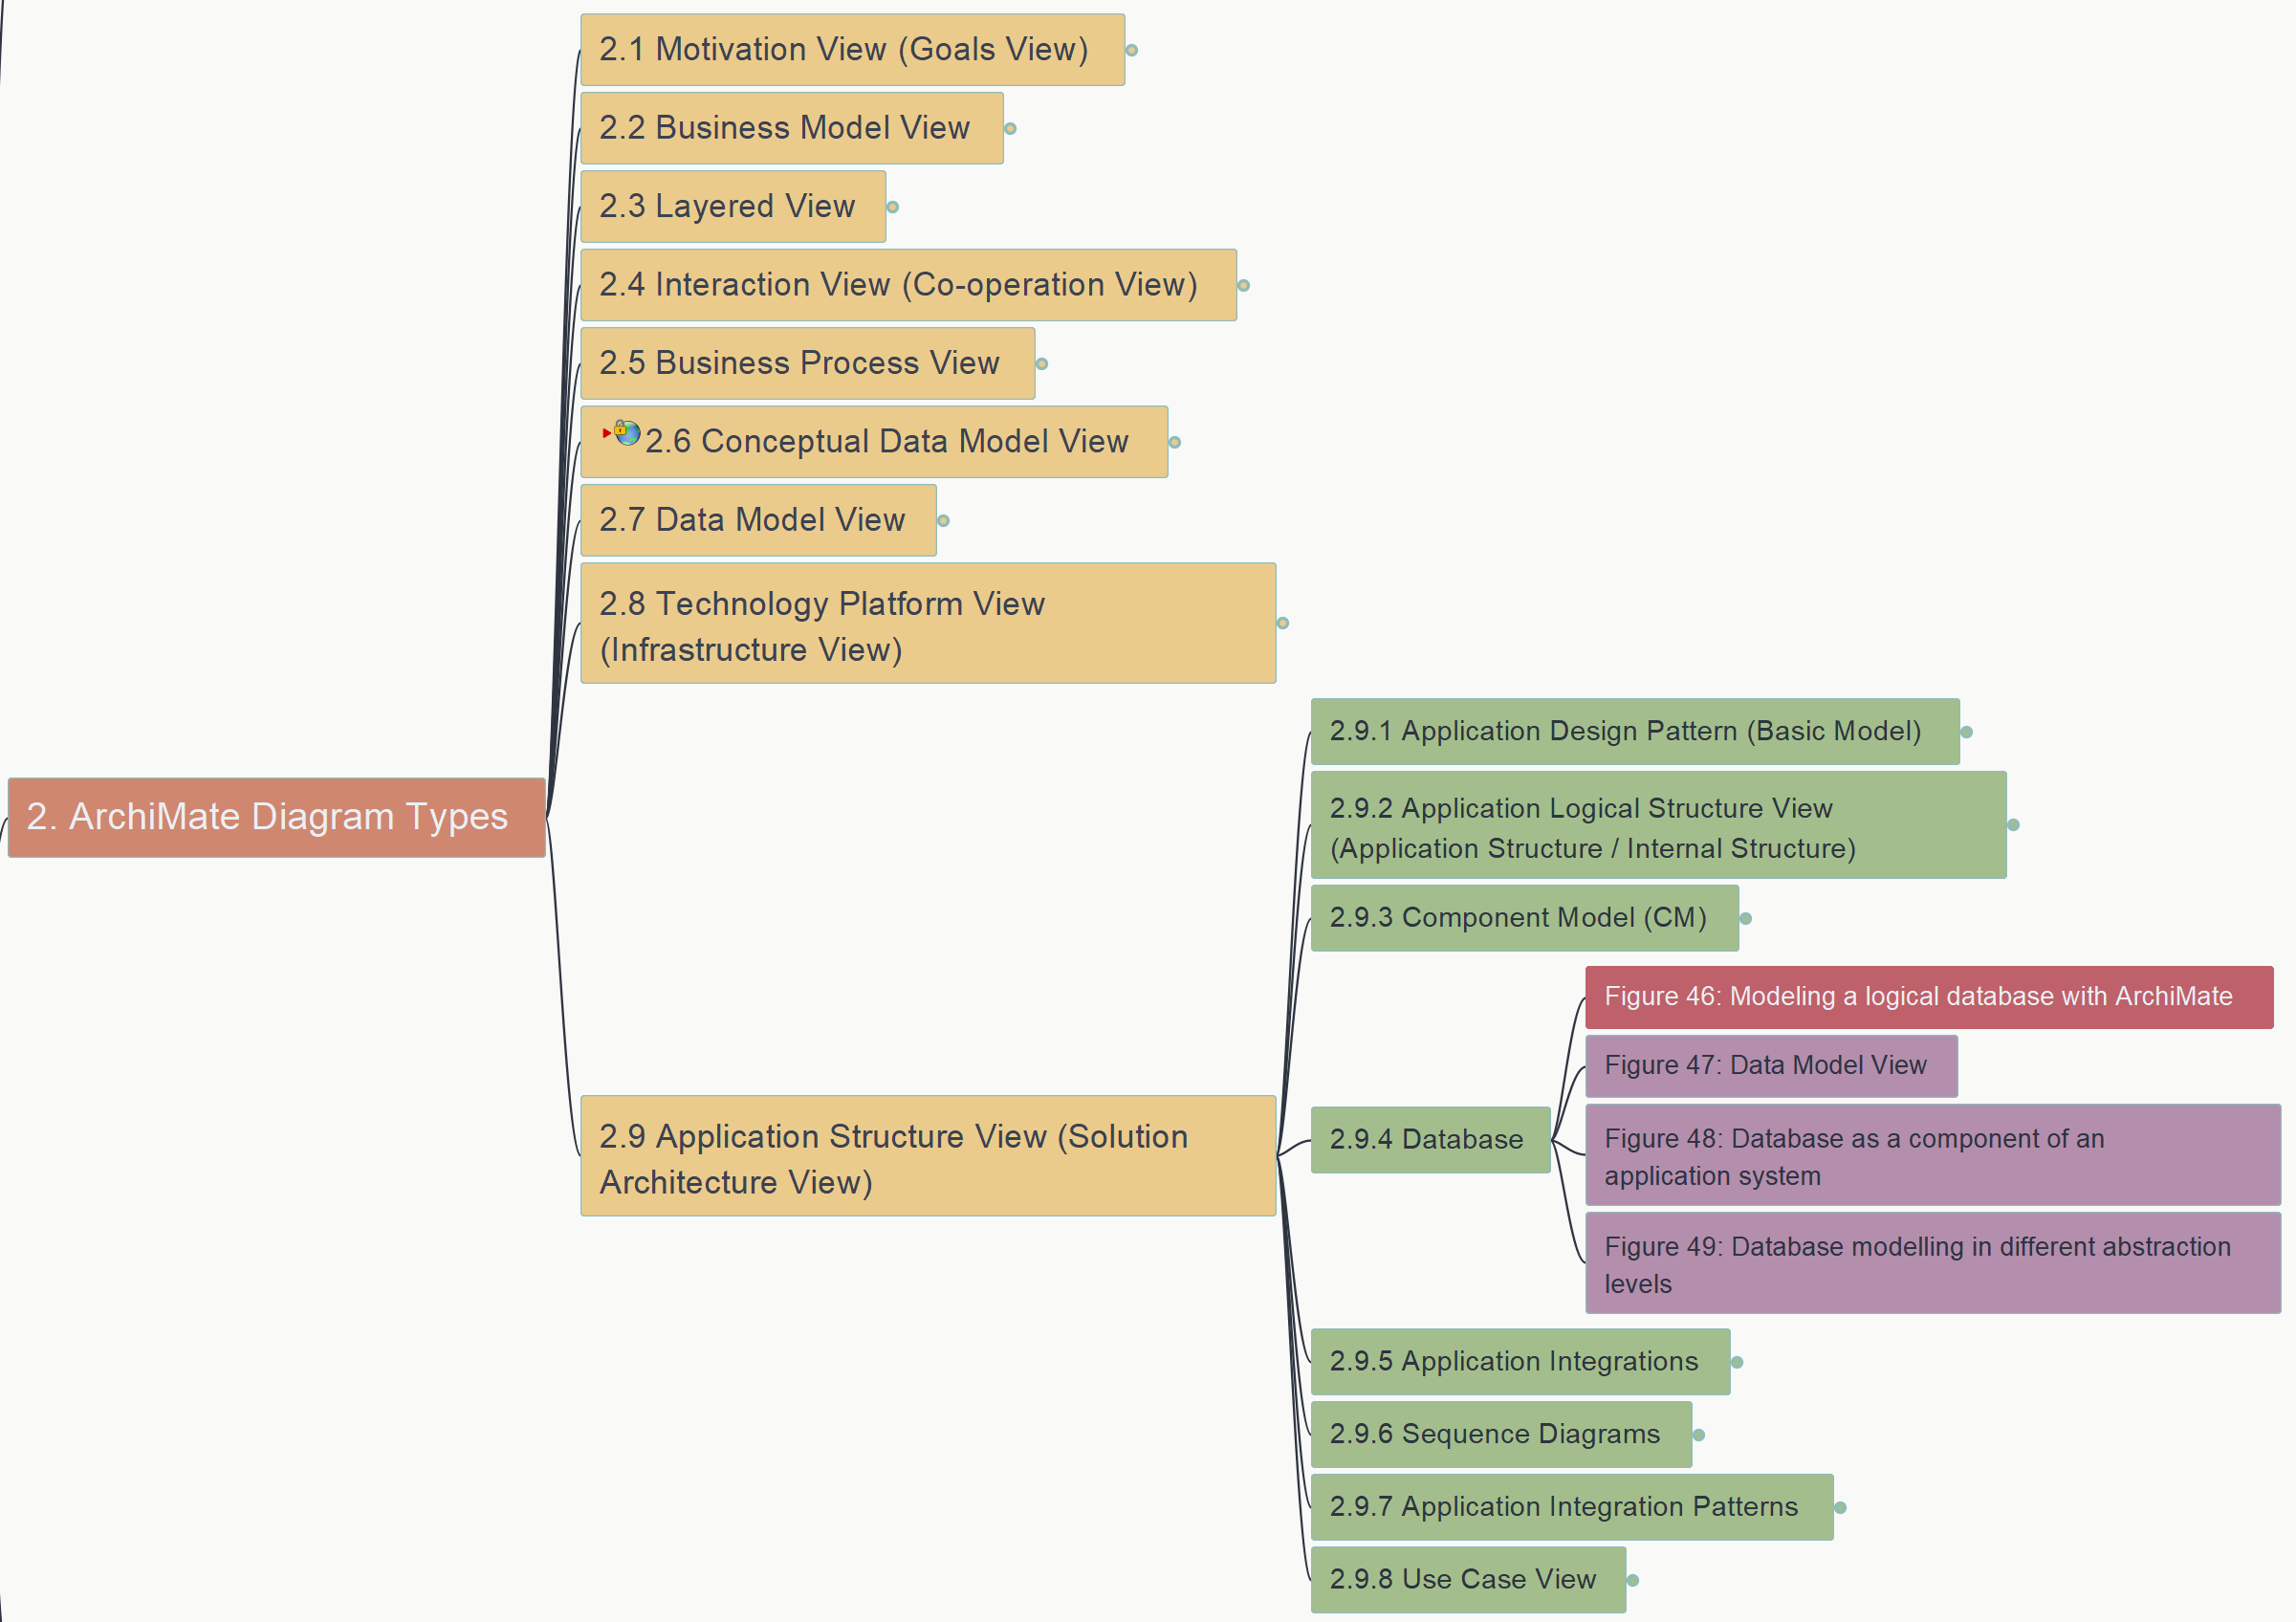 2.1 Motivation View (Goals View)
2.2 Business Model View
2.3 Layered View
2.4 Interaction View (Co-operation View)
2.5 Business Process View
2.6 Conceptual Data Model View
2.7 Data Model View
2.8 Technology Platform View
(Infrastructure View)
2. ArchiMate Diagram Types
2.9 Application Structure View (Solution
Architecture View)
2.9.1 Application Design Pattern (Basic Model)
2.9.2 Application Logical Structure View
(Application Structure / Internal Structure)
2.9.3 Component Model (CM)
2.9.4 Database
Figure 46: Modeling a logical database with ArchiMate
Figure 47: Data Model View
Figure 48: Database as a component of an
application system
Figure 49: Database modelling in different abstraction
levels
2.9.5 Application Integrations
2.9.6 Sequence Diagrams
2.9.7 Application Integration Patterns
2.9.8 Use Case View